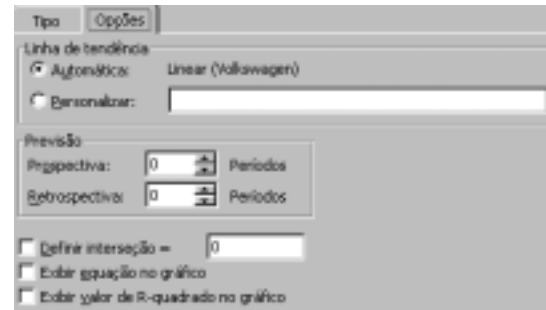 Tipo Opções
Linha de tendência
Automática: Linear (Volkswagen)
Personalizar:
Previsão
Prospectiva: 0 Períodos
Retrospectiva: 0 Períodos
Definir interseção = 0
Exibir equação no gráfico
Exibir valor de R-quadrado no gráfico